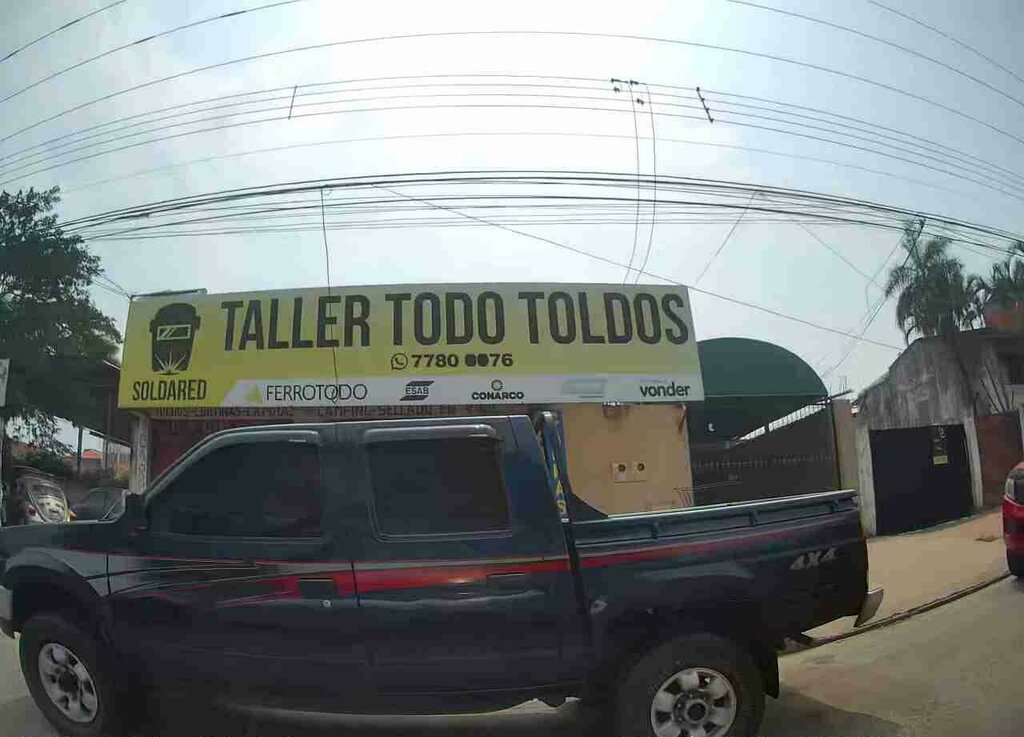 TALLER TODO TOLDOS
7780 0076
SOLDARED
FERROTODO
ESAB
CONARCO
vonder
4X4